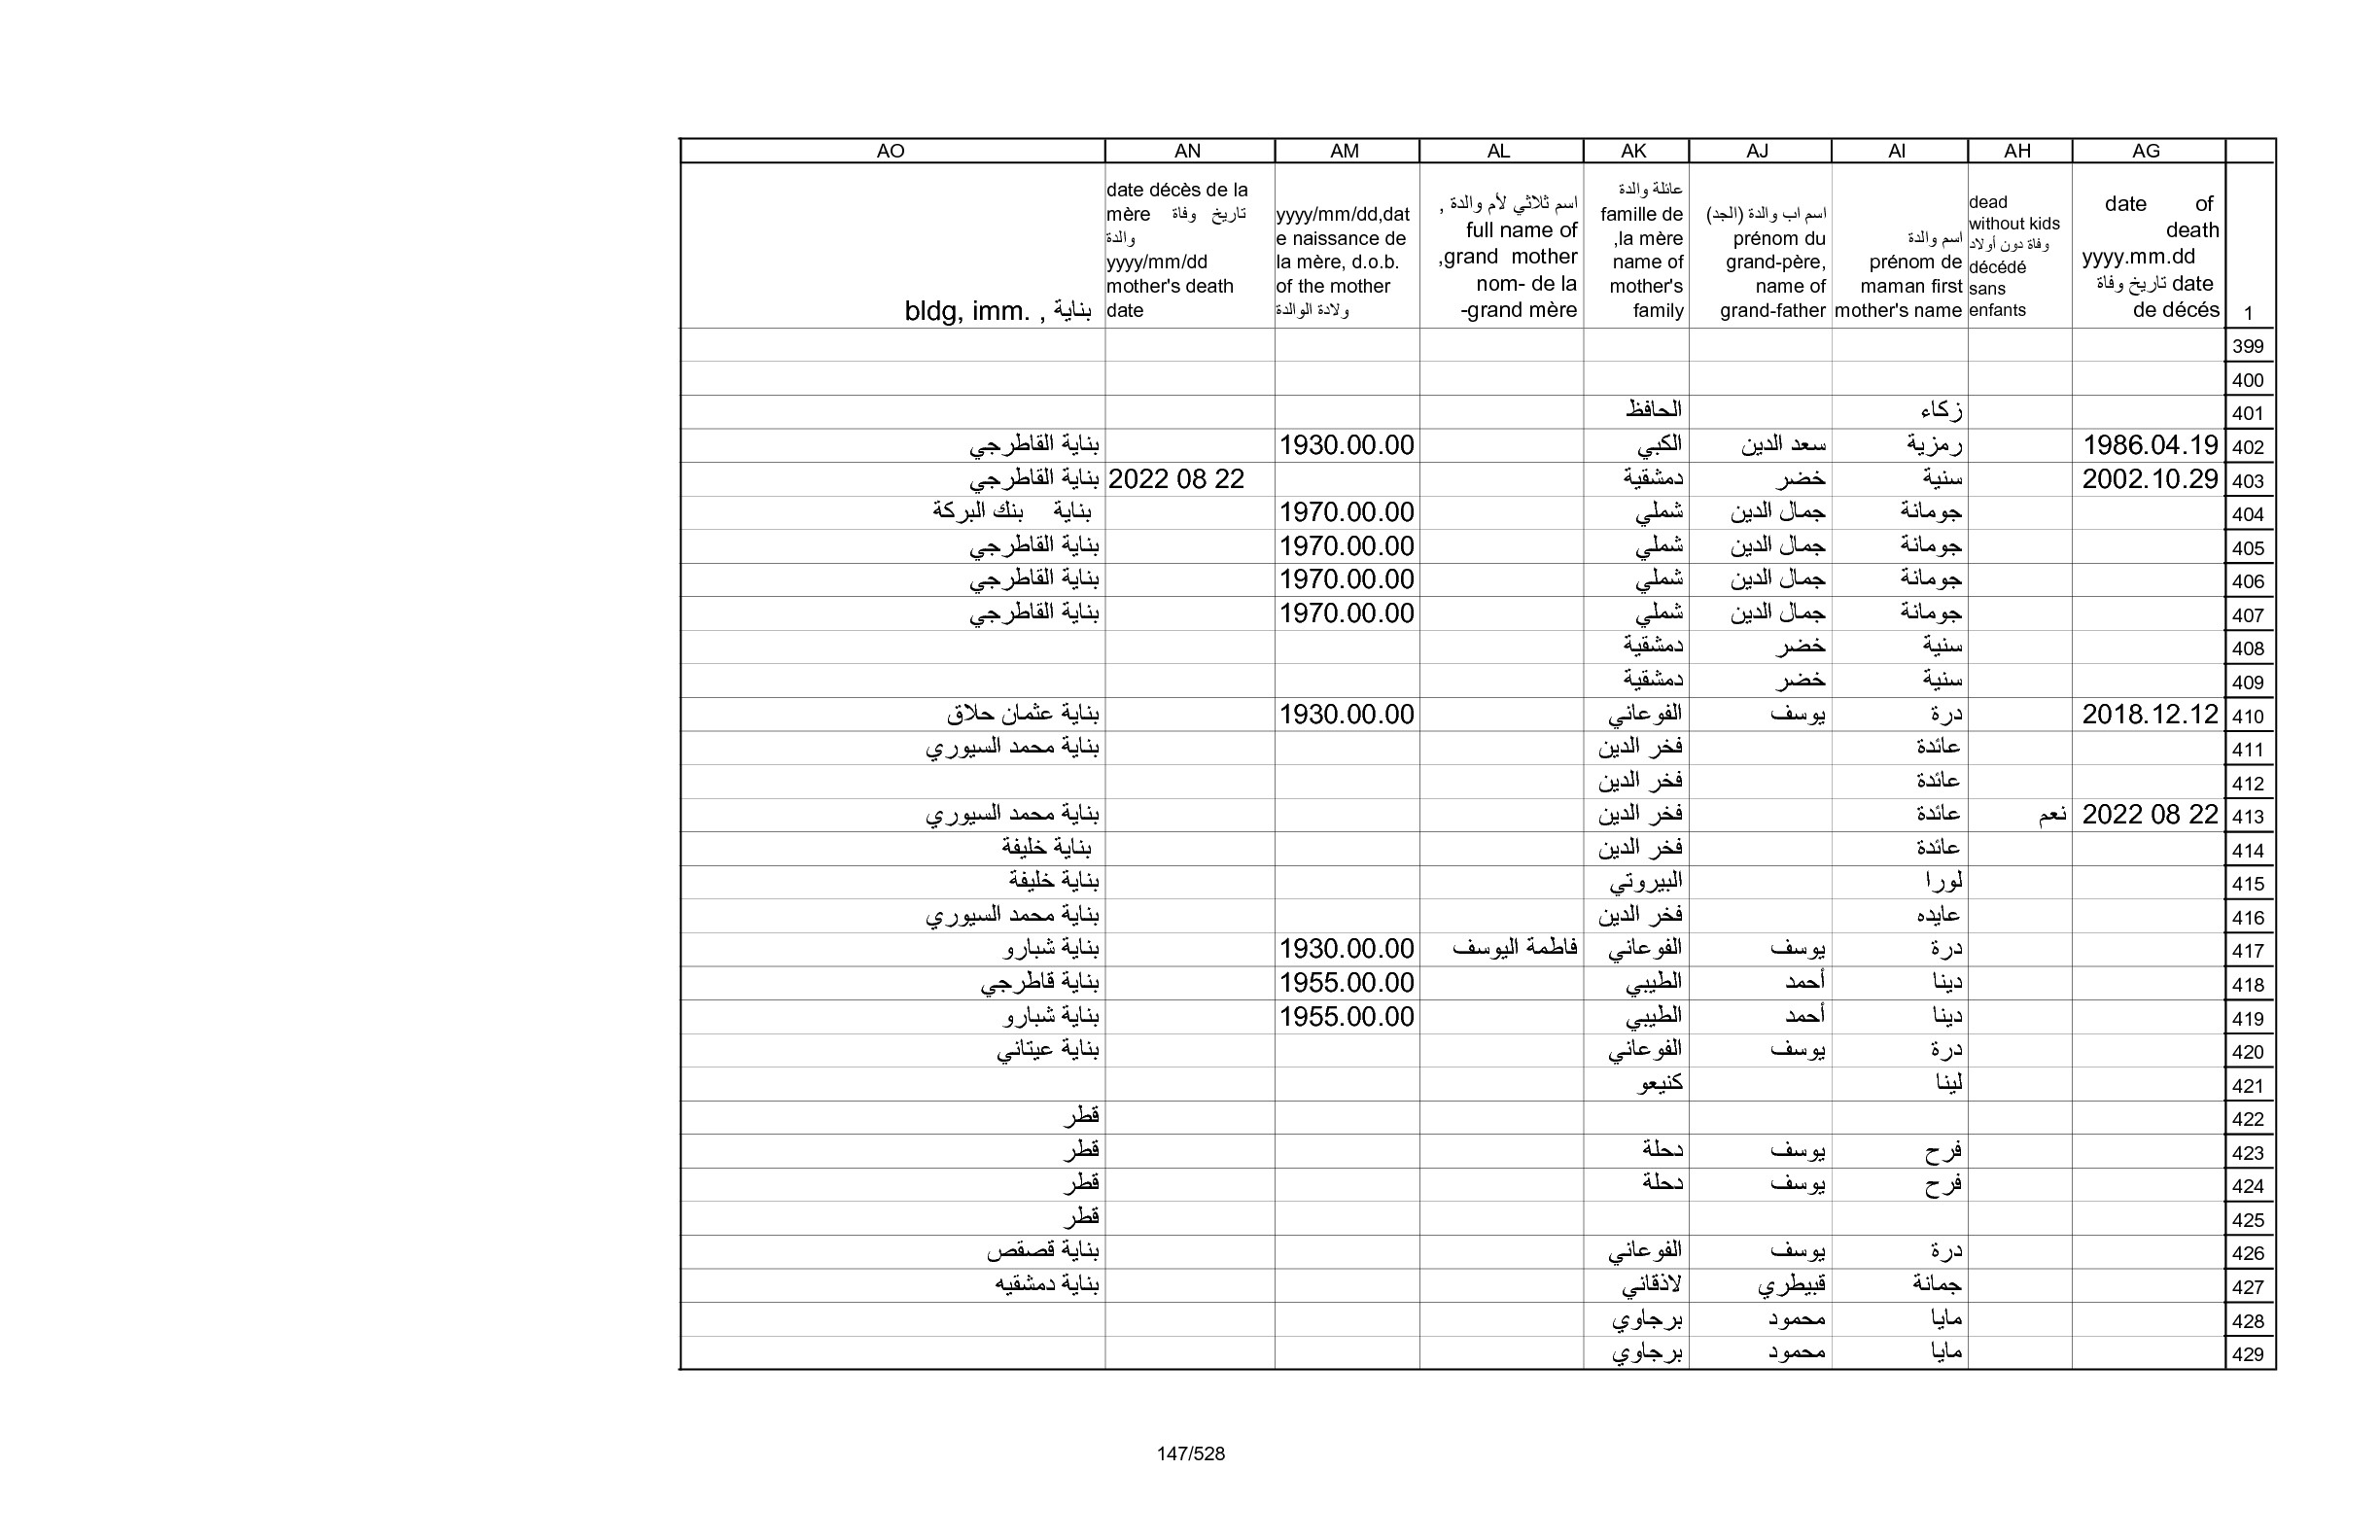 AG AH AI AJ AK AL AM AN AO
1
date of
death
yyyy.mm.dd
date تاريخ وفاة
de décés
dead
without kids
وفاة دون أولاد
décédé
sans
enfants
اسم والدة
prénom de
maman first
mother's name
اسم اب والدة (الجد)
prénom du
grand-père,
name of
grand-father
عائلة والدة
famille de
,la mère
name of
mother's
family
اسم ثلاثي لأم والدة ,
full name of
,grand mother
nom- de la
-grand mère
yyyy/mm/dd,dat
e naissance de
la mère, d.o.b.
of the mother
ولادة الوالدة
date décès de la
mère تاريخ وفاة
والدة
yyyy/mm/dd
mother's death
date
bldg, imm. , بناية
399
400
401 زكاء الحافظ
402 1986.04.19 رمزية سعد الدين الكبي 1930.00.00 بناية القاطرجي
403 2002.10.29 سنية خضر دمشقية 2022 08 22 بناية القاطرجي
404 جومانة جمال الدين شملي 1970.00.00 بناية بنك البركة
405 جومانة جمال الدين شملي 1970.00.00 بناية القاطرجي
406 جومانة جمال الدين شملي 1970.00.00 بناية القاطرجي
407 جومانة جمال الدين شملي 1970.00.00 بناية القاطرجي
408 سنية خضر دمشقية
409 سنية خضر دمشقية
410 2018.12.12 درة يوسف الفوعاني 1930.00.00 بناية عثمان حلاق
411 عائدة فخر الدين بناية محمد السيوري
412 عائدة فخر الدين
413 2022 08 22 نعم عائدة فخر الدين بناية محمد السيوري
414 عائدة فخر الدين بناية خليفة
415 لورا البيروتي بناية خليفة
416 عايده فخر الدين بناية محمد السيوري
417 درة يوسف الفوعاني فاطمة اليوسف 1930.00.00 بناية شبارو
418 دينا أحمد الطيبي 1955.00.00 بناية قاطرجي
419 دينا أحمد الطيبي 1955.00.00 بناية شبارو
420 درة يوسف الفوعاني بناية عيتاني
421 لينا كنيعو
422 قطر
423 فرح يوسف دحلة قطر
424 فرح يوسف دحلة قطر
425 قطر
426 درة يوسف الفوعاني بناية قصقص
427 جمانة قبيطري لاذقاني بناية دمشقيه
428 مايا محمود برجاوي
429 مايا محمود برجاوي
147/528